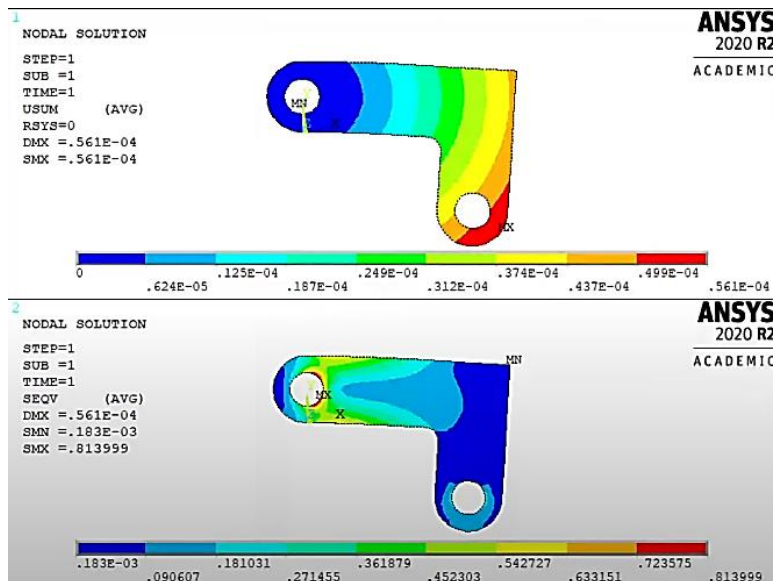 1
NODAL SOLUTION
STEP=1
SUB =1
TIME=1
USUM (AVG)
RSYS=0
DMX =.561E-04
SMX =.561E-04
ANSYS
2020 R2
ACADEMIC
MN
X
MX
0 .125E-04 .249E-04 .374E-04 .499E-04
.624E-05 .187E-04 .312E-04 .437E-04 .561E-04
2
NODAL SOLUTION
STEP=1
SUB =1
TIME=1
SEQV (AVG)
DMX =.561E-04
SMN =.183E-03
SMX =.813999
ANSYS
2020 R2
ACADEMIC
MN
MX
X
.183E-03 .181031 .361879 .542727 .723575
.090607 .271455 .452303 .633151 .813999